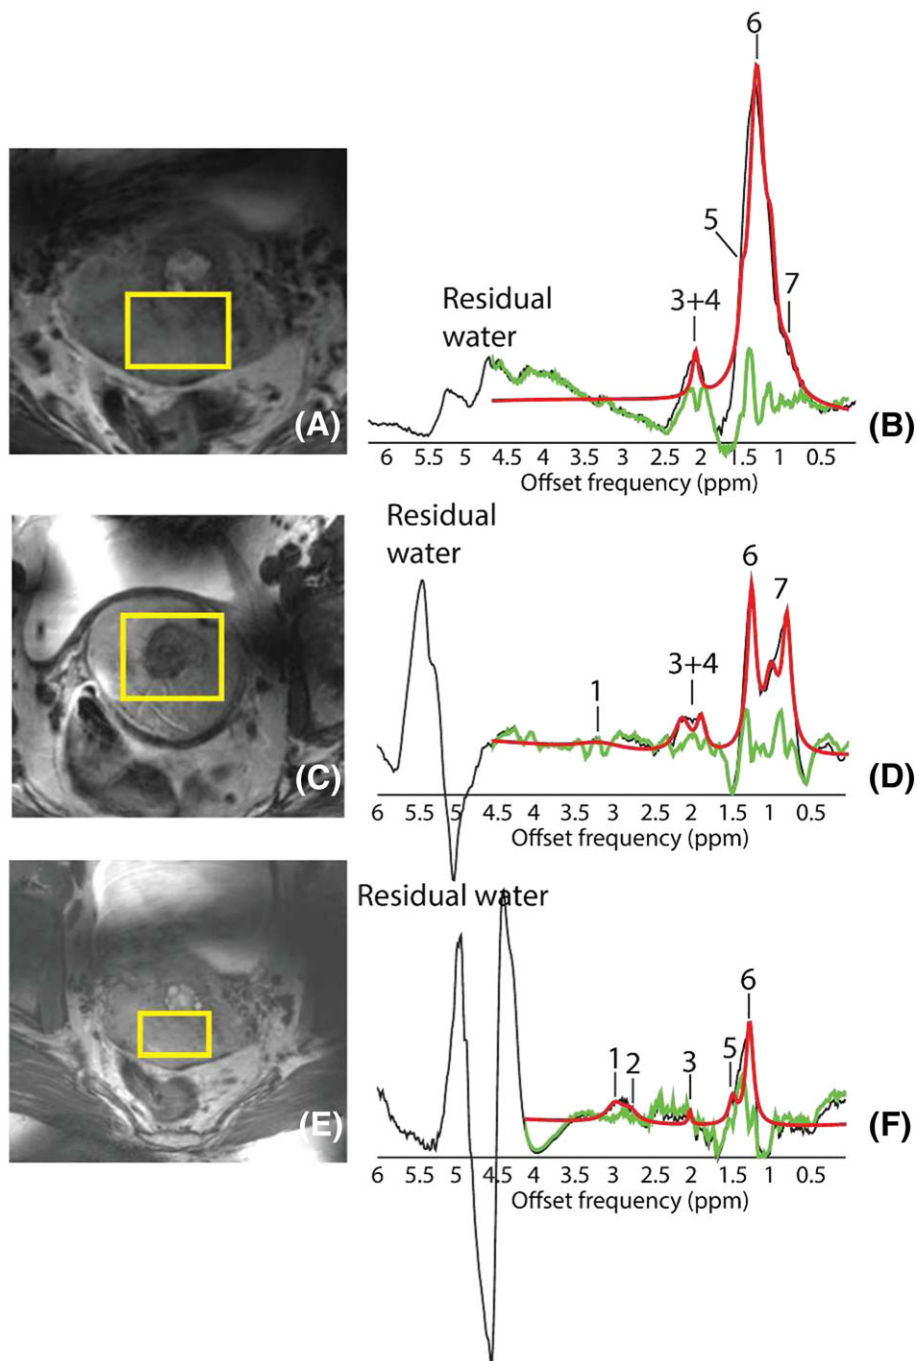 6
5
7
3+4
Residual
water
(A)
(B)
6 5.5 5 4.5 4 3.5 3 2.5 2 1.5 1 0.5
Offset frequency (ppm)
Residual
water
6
7
3+4
1
(C)
(D)
6 5.5 5 4.5 4 3.5 3 2.5 2 1.5 1 0.5
Offset frequency (ppm)
Residual water
6
1 2 3 5
(E)
(F)
6 5.5 5 4.5 4 3.5 3 2.5 2 1.5 1 0.5
Offset frequency (ppm)